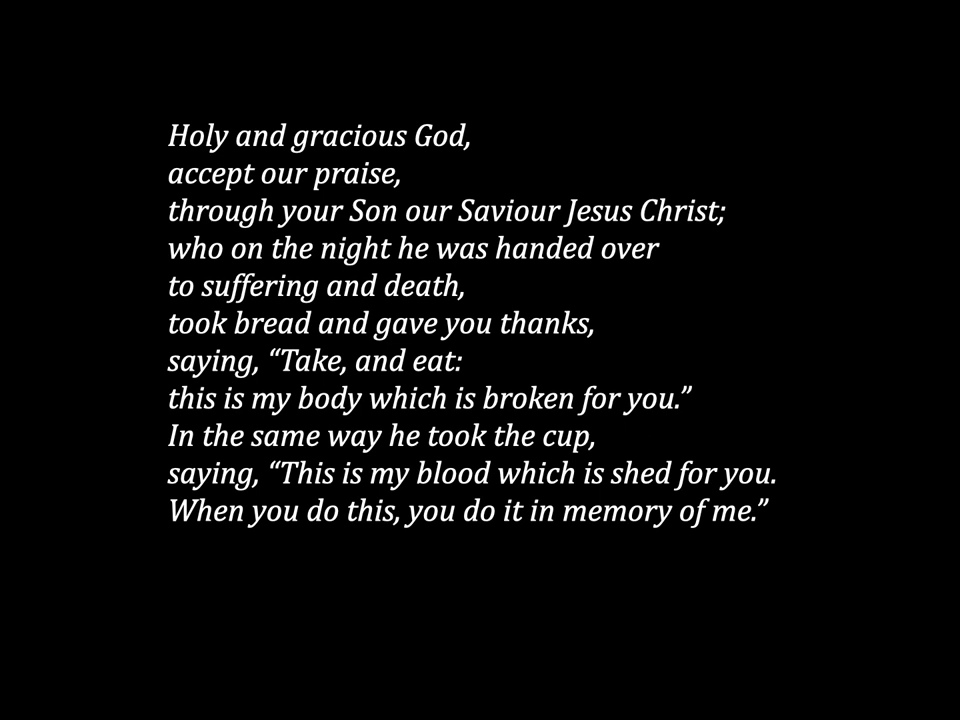 Holy and gracious God,
accept our praise,
through your Son our Saviour Jesus Christ;
who on the night he was handed over
to suffering and death,
took bread and gave you thanks,
saying, “Take, and eat:
this is my body which is broken for you.”
In the same way he took the cup,
saying, “This is my blood which is shed for you.
When you do this, you do it in memory of me.”